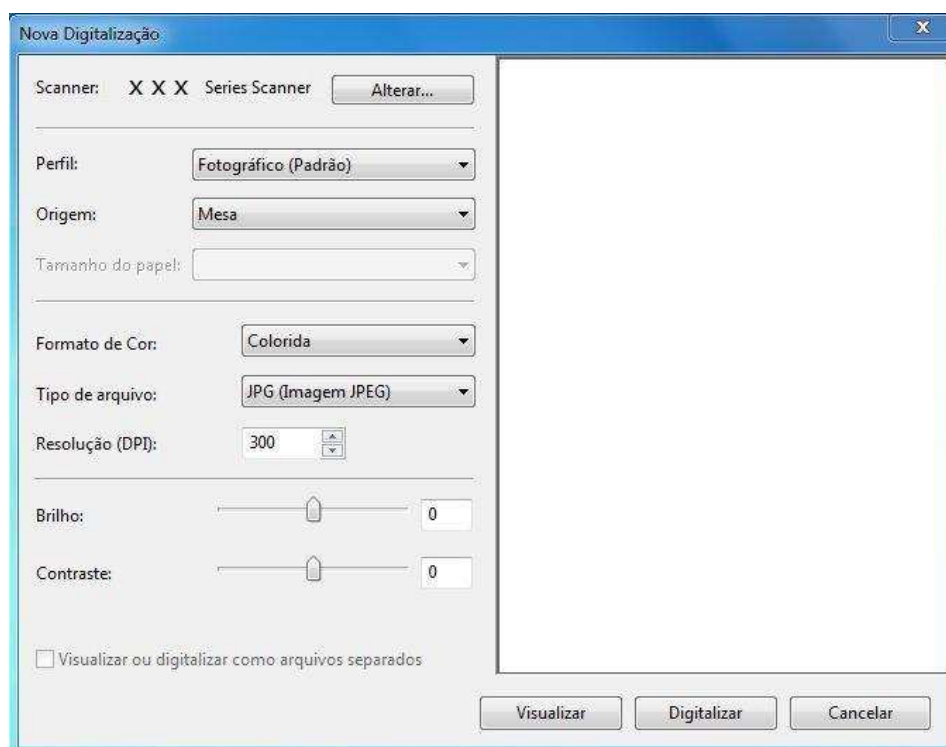 Nova Digitalização
X
Scanner: X X X Series Scanner Alterar...
Perfil: Fotográfico (Padrão)
Origem: Mesa
Tamanho do papel:
Formato de Cor: Colorida
Tipo de arquivo: JPG (Imagem JPEG)
Resolução (DPI): 300
Brilho: 0
Contraste: 0
Visualizar ou digitalizar como arquivos separados
Visualizar Digitalizar Cancelar